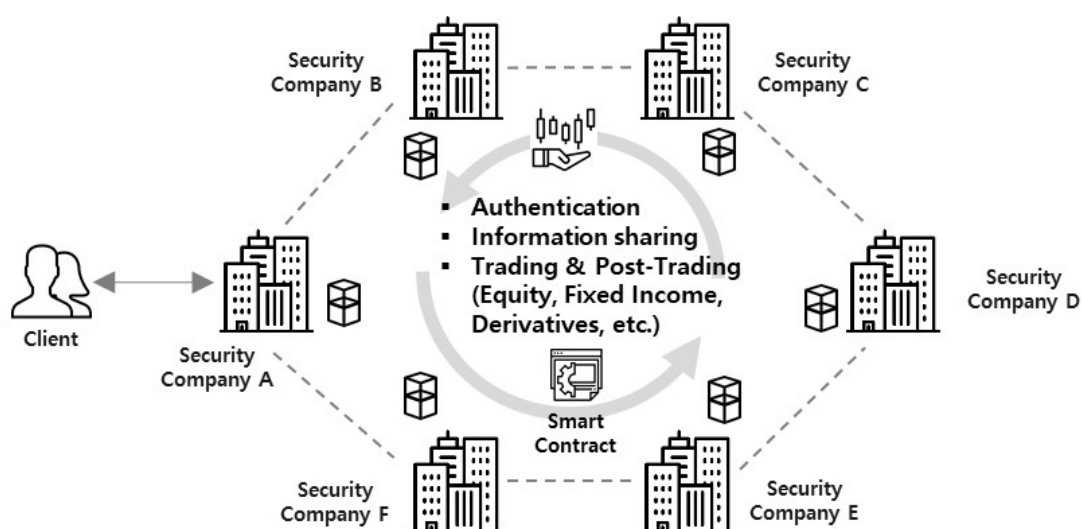 Security
Company B
Security
Company C
▪ Authentication
▪ Information sharing
▪ Trading & Post-Trading
(Equity, Fixed Income,
Derivatives, etc.)
Client
Security
Company A
Security
Company D
Smart
Contract
Security
Company F
Security
Company E